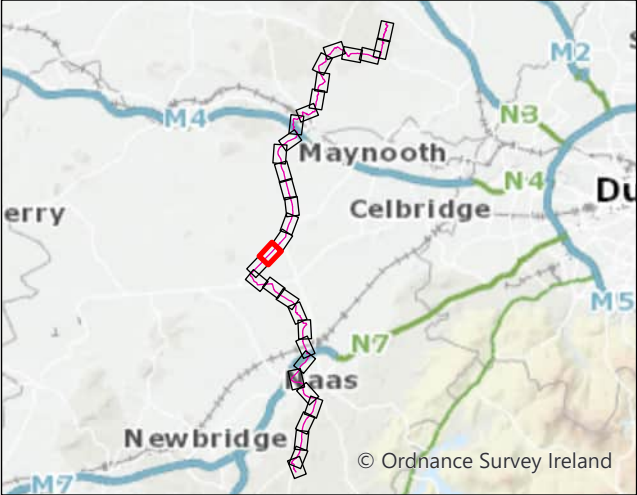 M2
S
N3
M4
Maynooth
N4
Du
Celbridge
erry
M5
N7
Naas
Newbridge
© Ordnance Survey Ireland
M7